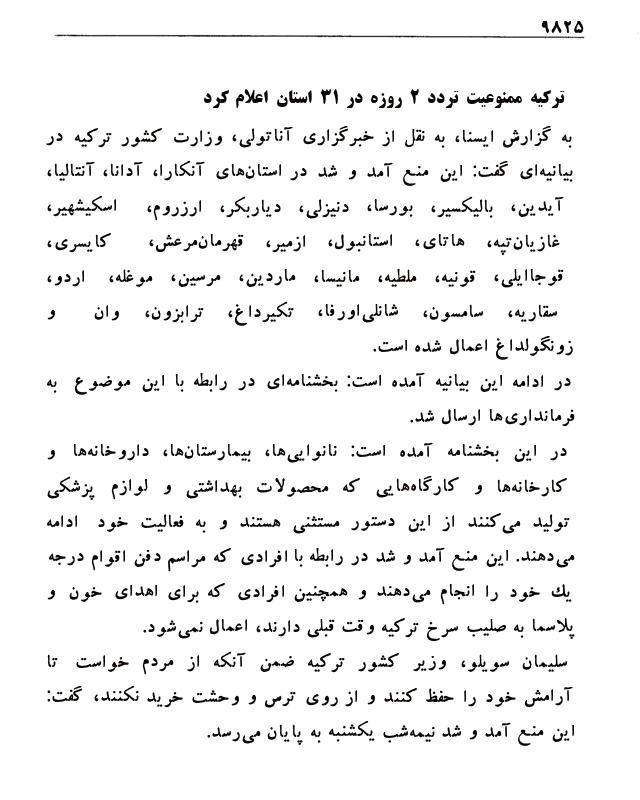 ۹۸۲۵
ترکیه ممنوعیت تردد ۲ روزه در ۳۱ استان اعلام کرد
به گزارش ایسنا، به نقل از خبرگزاری آناتولی، وزارت کشور ترکیه در
بیانیه‌ای گفت: این منع آمد و شد در استان‌های آنکارا، آدانا، آنتالیا،
آیدین، بالیکسیر، بورسا، دنیزلی، دیاربکر، ارزروم، اسکیشهیر،
غازیان‌تپه، هاتای، استانبول، ازمیر، قهرمان‌مرعش، کایسری،
قوجاایلی، قونیه، ملطیه، مانیسا، ماردین، مرسین، موغله، اردو،
سقاریه، سامسون، شانلی‌اورفا، تکیرداغ، ترابزون، وان و
زونگولداغ اعمال شده است.
در ادامه این بیانیه آمده است: بخشنامه‌ای در رابطه با این موضوع به
فرمانداری‌ها ارسال شد.
در این بخشنامه آمده است: نانوایی‌ها، بیمارستان‌ها، داروخانه‌ها و
کارخانه‌ها و کارگاه‌هایی که محصولات بهداشتی و لوازم پزشکی
تولید می‌کنند از این دستور مستثنی هستند و به فعالیت خود ادامه
می‌دهند. این منع آمد و شد در رابطه با افرادی که مراسم دفن اقوام درجه
یك خود را انجام می‌دهند و همچنین افرادی که برای اهدای خون و
پلاسما به صلیب سرخ ترکیه وقت قبلی دارند، اعمال نمی‌شود.
سلیمان سویلو، وزیر کشور ترکیه ضمن آنکه از مردم خواست تا
آرامش خود را حفظ کنند و از روی ترس و وحشت خرید نکنند، گفت:
این منع آمد و شد نیمه‌شب یکشنبه به پایان می‌رسد.